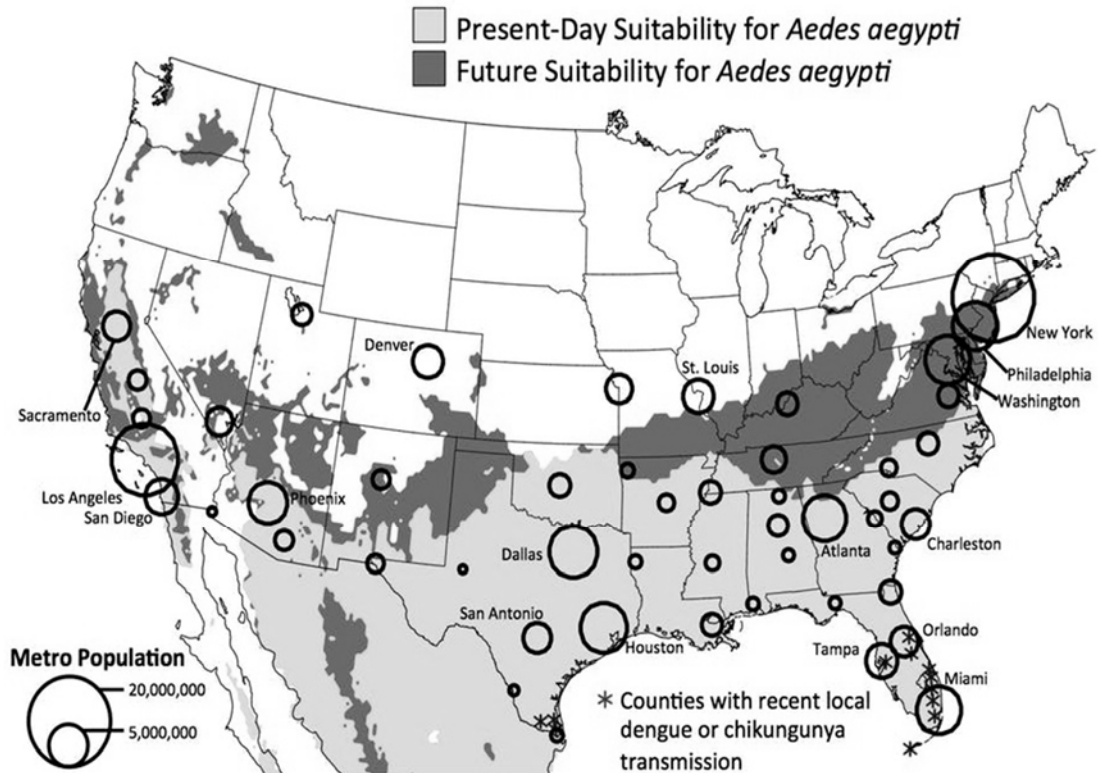 Present-Day Suitability for Aedes aegypti
Future Suitability for Aedes aegypti
New York
Denver
St. Louis
Philadelphia
Washington
Sacramento
Los Angeles
San Diego
Phoenix
Dallas
Atlanta
Charleston
San Antonio
Houston
Orlando
Tampa
Miami
Metro Population
20,000,000
5,000,000
* Counties with recent local
dengue or chikungunya
transmission